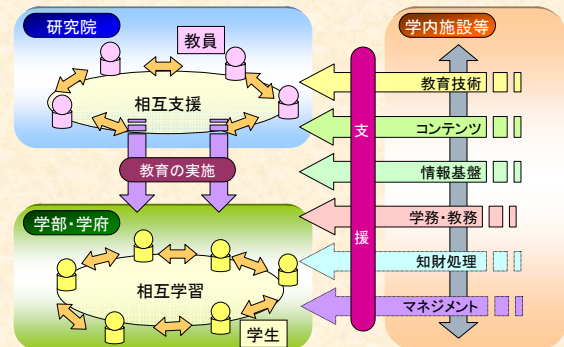 研究院
教員
相互支援
教育の実施
学部・学府
相互学習
学生
支
援
学内施設等
教育技術
コンテンツ
情報基盤
学務・教務
知財処理
マネジメント